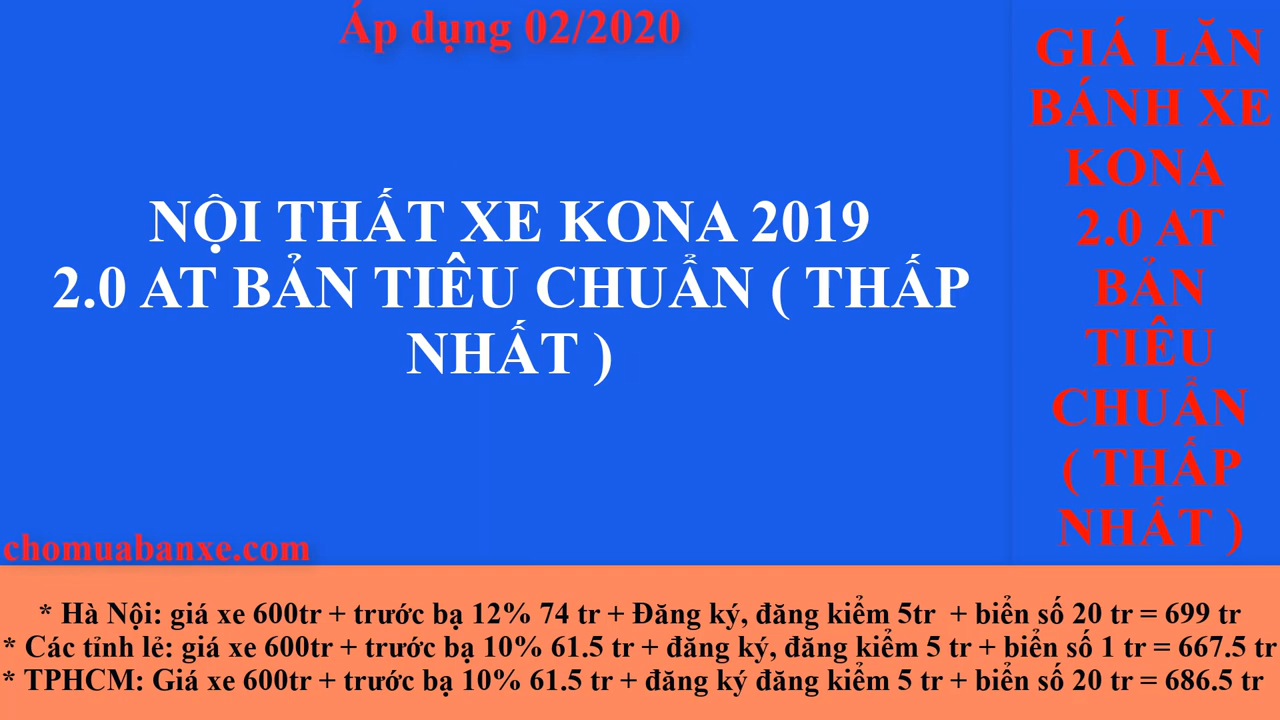 Áp dụng 02/2020
NỘI THẤT XE KONA 2019
2.0 AT BẢN TIÊU CHUẨN ( THẤP
NHẤT )
chomuabanxe.com
GIÁ LĂN
BÁNH XE
KONA
2.0 AT
BẢN
TIÊU
CHUẨN
( THẤP
NHẤT )
* Hà Nội: giá xe 600tr + trước bạ 12% 74 tr + Đăng ký, đăng kiểm 5tr + biển số 20 tr = 699 tr
* Các tỉnh lẻ: giá xe 600tr + trước bạ 10% 61.5 tr + đăng ký, đăng kiểm 5 tr + biển số 1 tr = 667.5 tr
* TPHCM: Giá xe 600tr + trước bạ 10% 61.5 tr + đăng ký đăng kiểm 5 tr + biển số 20 tr = 686.5 tr